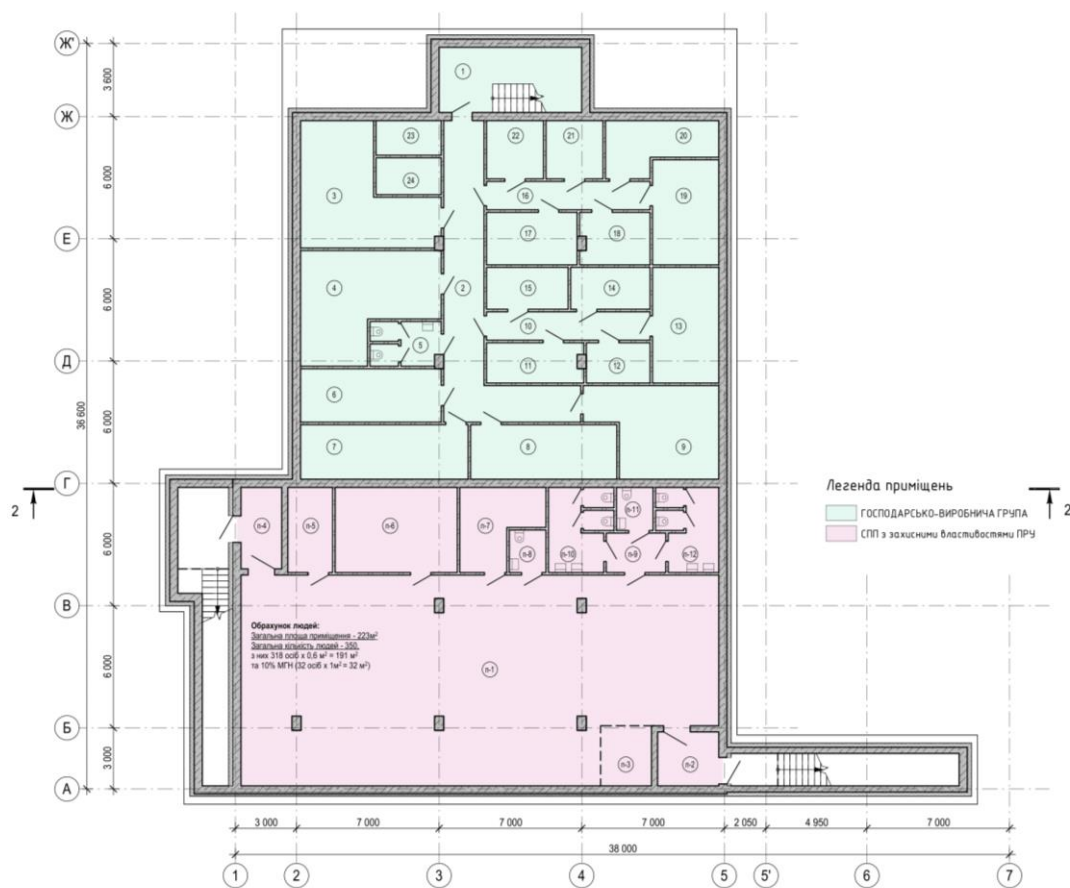 Ж'
3 600
1
Ж
23
22
21
20
24
6 000
3
16
19
17
18
Е
4
2
15
14
6 000
10
13
5
Д
11
12
36 600
6
6 000
7
8
9
Г
2
2
Легенда приміщень
ГОСПОДАРСЬКО-ВИРОБНИЧА ГРУПА
СПП з захисними властивостями ПРУ
п-4
п-5
п-6
п-7
п-11
п-8
п-10
п-9
п-12
6 000
В
Обрахунок людей:
Загальна площа приміщення - 223м²
Загальна кількість людей - 350,
з них 318 осіб х 0,6 м² = 191 м²
та 10% МГН (32 осіб х 1м² = 32 м²)
п-1
6 000
Б
3 000
п-3
п-2
А
3 000
7 000
7 000
7 000
2 050
4 950
7 000
38 000
1
2
3
4
5
5'
6
7